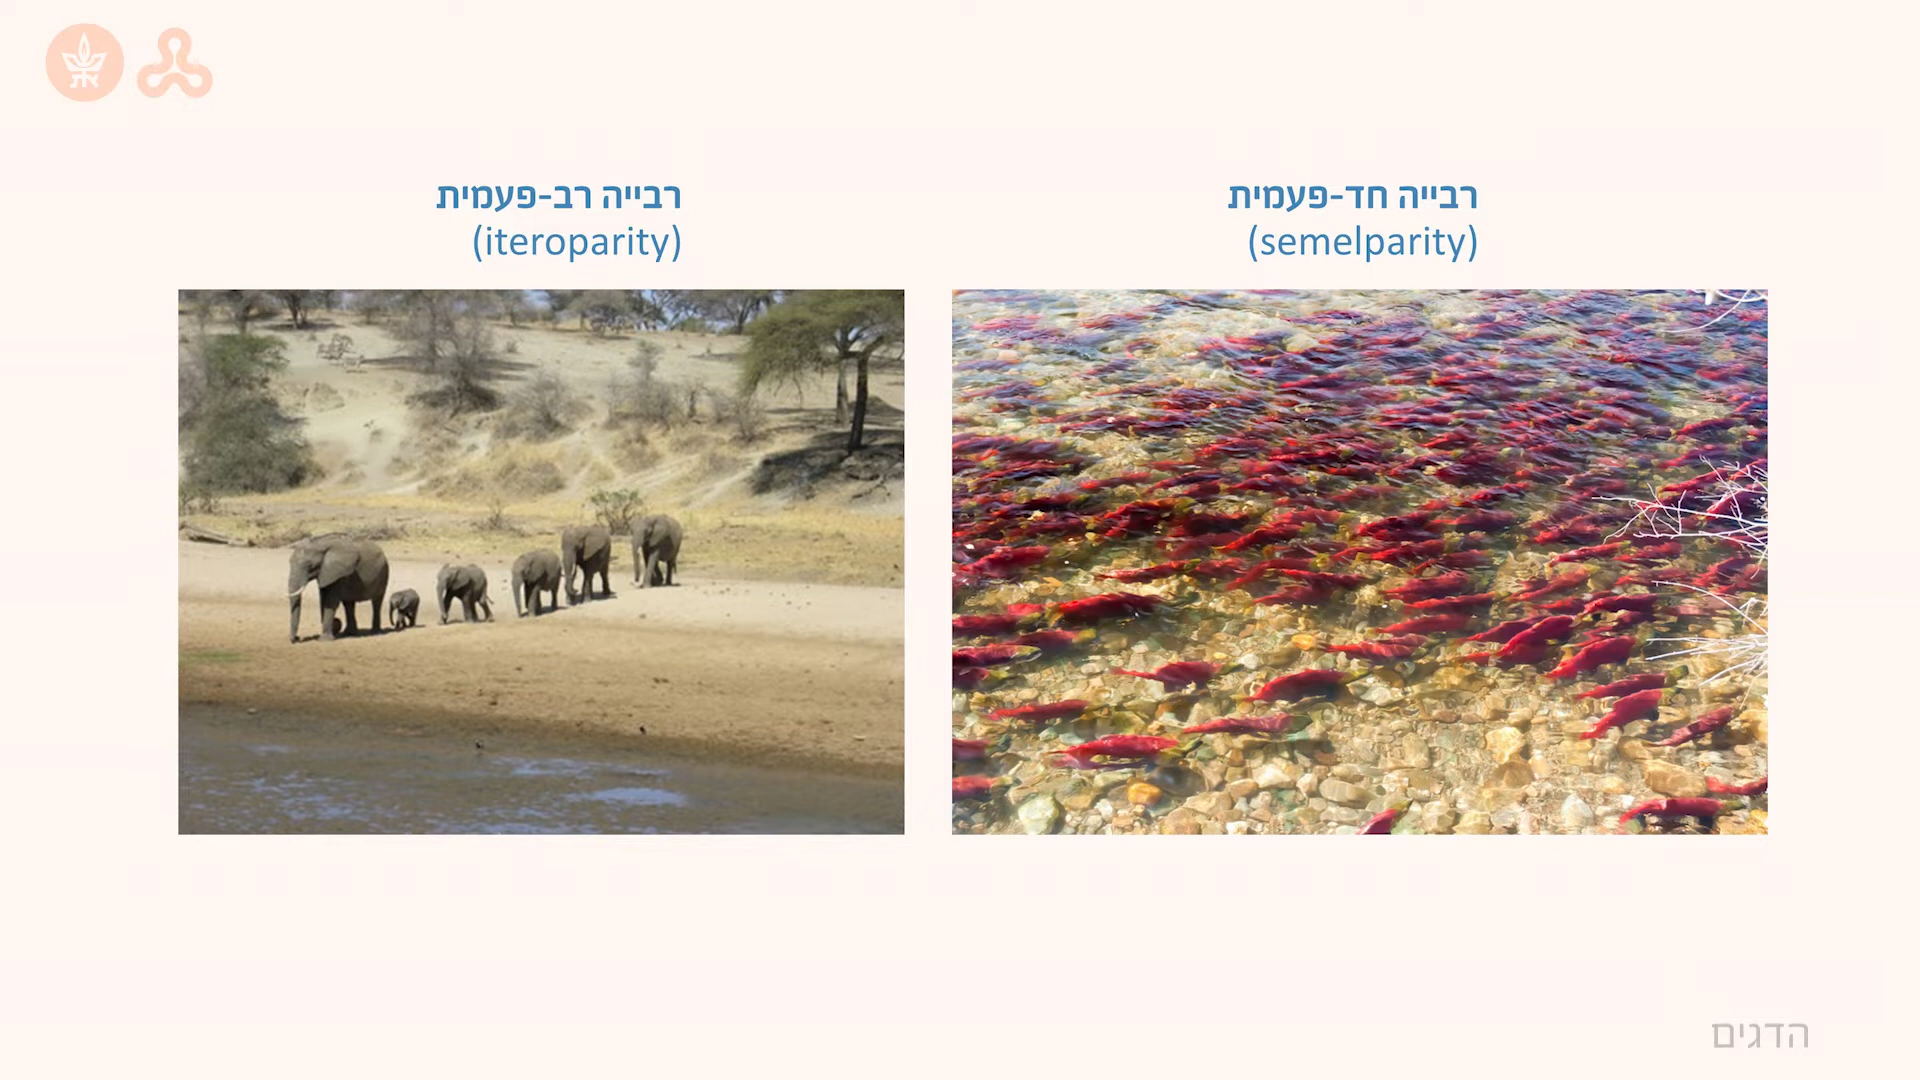 רבייה חד-פעמית
(semelparity)
רבייה רב-פעמית
(iteroparity)
הדגים